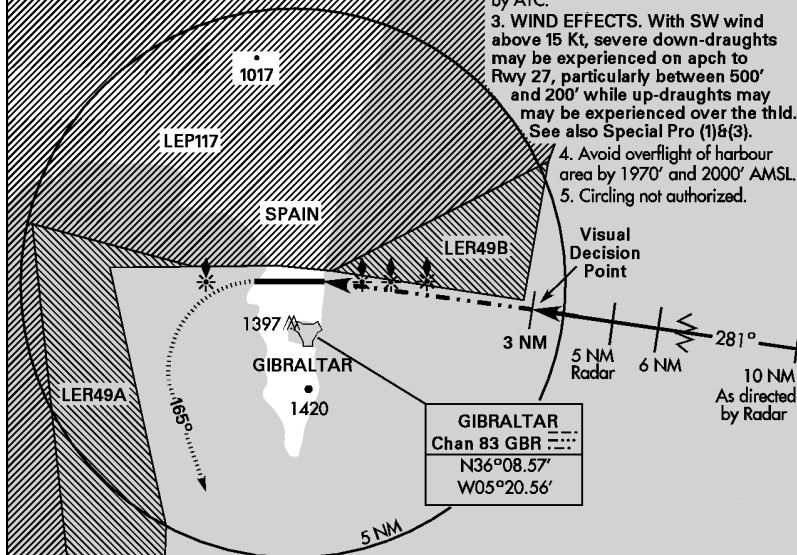 by ATC.
3. WIND EFFECTS. With SW wind
above 15 Kt, severe down-draughts
may be experienced on apch to
Rwy 27, particularly between 500'
and 200' while up-draughts may
may be experienced over the thld.
See also Special Pro (1)&(3).
4. Avoid overflight of harbour
area by 1970' and 2000' AMSL.
5. Circling not authorized.
1017
LEP117
SPAIN
LER49B
Visual
Decision
Point
3 NM
5 NM
Radar
6 NM
281°
10 NM
As directed
by Radar
1397
GIBRALTAR
1420
LER49A
165°
GIBRALTAR
Chan 83 GBR
N36°08.57'
W05°20.56'
5 NM